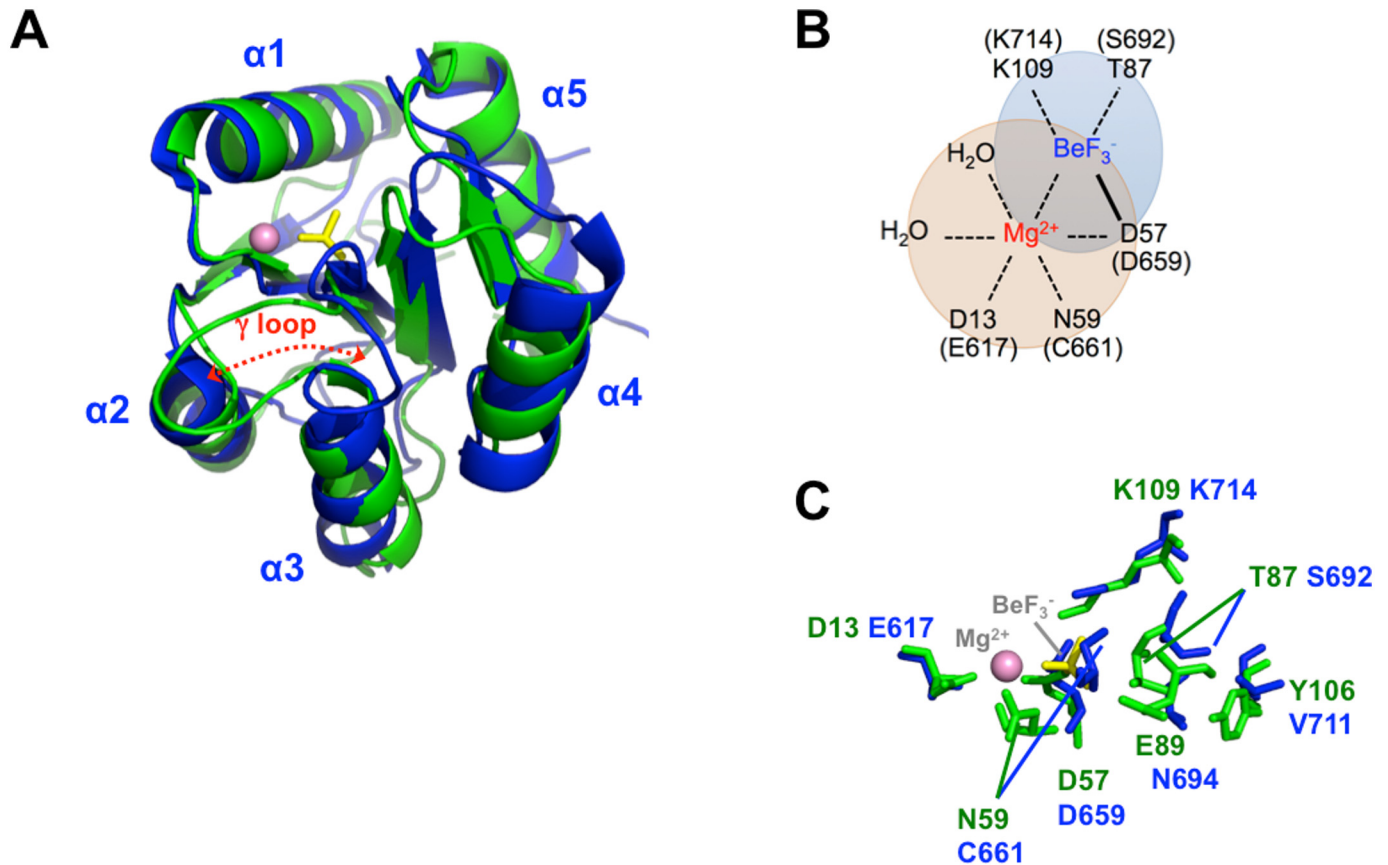 A
α1
α5
γ loop
α2
α4
α3
B
(K714) (S692)
K109 T87
H₂O BeF₃⁻
H₂O Mg²⁺ D57
(D659)
D13 N59
(E617) (C661)
C
K109 K714
T87 S692
BeF₃⁻
D13 E617 Mg²⁺
Y106
V711
E89
N694
D57
D659
N59
C661